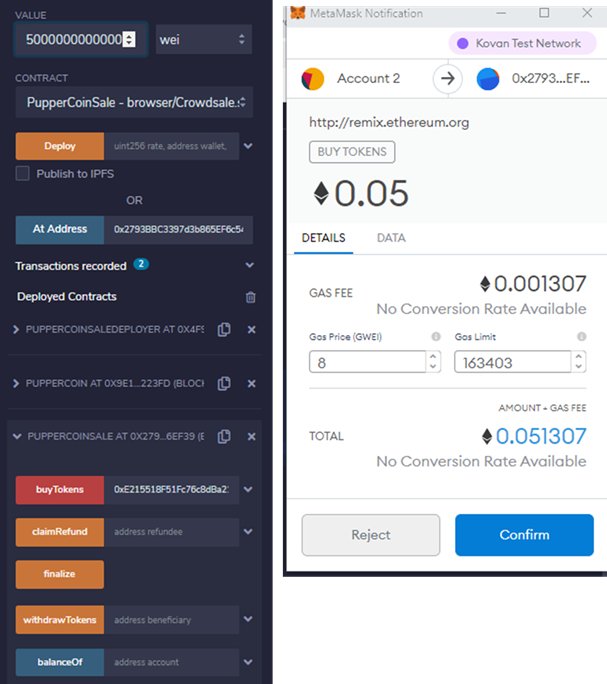 VALUE
5000000000000
wei
CONTRACT
PupperCoinSale - browser/Crowdsale.s
Deploy
uint256 rate, address wallet,
Publish to IPFS
OR
At Address
0x2793BBC3397d3b865EF6c54
Transactions recorded
2
Deployed Contracts
PUPPERCOINSALEDEPLOYER AT 0X4F5
PUPPERCOIN AT 0X9E1...223FD (BLOCK
PUPPERCOINSALE AT 0X279...6EF39 (E
buyTokens
0xE215518F51Fc76c8dBa2
claimRefund
address refundee
finalize
withdrawTokens
address beneficiary
balanceOf
address account
MetaMask Notification
Kovan Test Network
Account 2
0x2793...EF...
http://remix.ethereum.org
BUY TOKENS
0.05
DETAILS
DATA
GAS FEE
0.001307
No Conversion Rate Available
Gas Price (GWEI)
Gas Limit
8
163403
AMOUNT + GAS FEE
TOTAL
0.051307
No Conversion Rate Available
Reject
Confirm